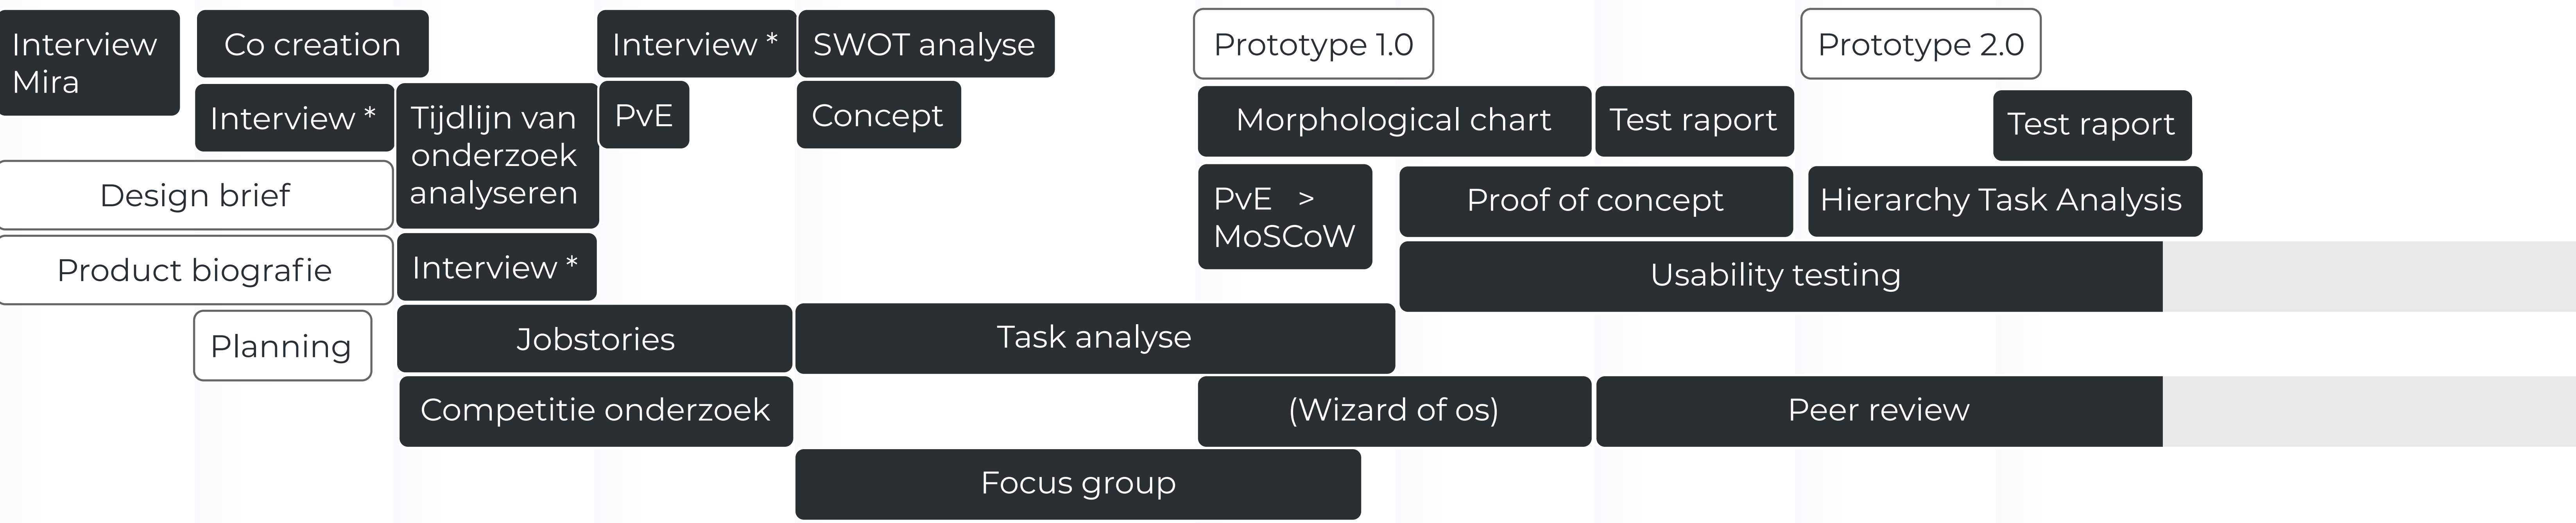 Interview
Mira
Co creation
Interview *
SWOT analyse
Prototype 1.0
Prototype 2.0
Interview *
Tijdlijn van
onderzoek
analyseren
PvE
Concept
Morphological chart
Test raport
Test raport
Design brief
PvE >
MoSCoW
Proof of concept
Hierarchy Task Analysis
Product biografie
Interview *
Usability testing
Planning
Jobstories
Task analyse
Competitie onderzoek
(Wizard of os)
Peer review
Focus group